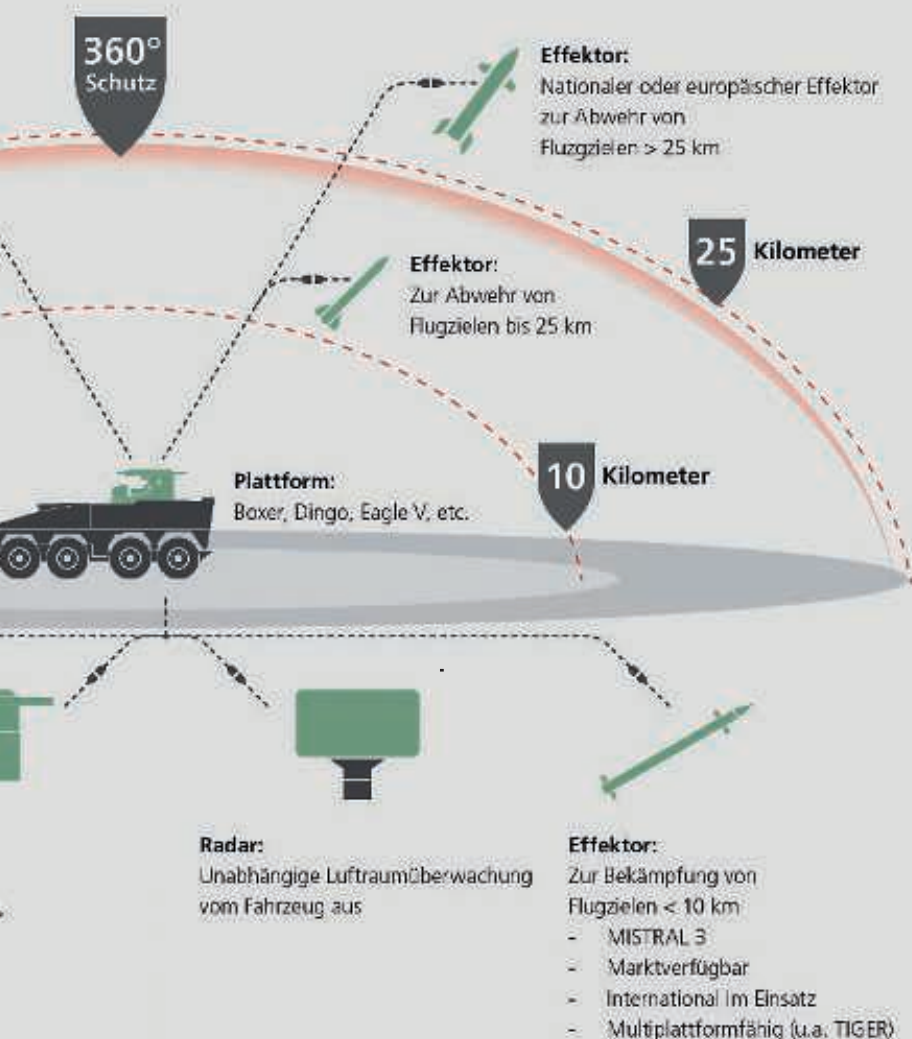 360°
Schutz
Effektor:
Nationaler oder europäischer Effektor
zur Abwehr von
Fluzgzielen > 25 km
25 Kilometer
Effektor:
Zur Abwehr von
Flugzielen bis 25 km
10 Kilometer
Plattform:
Boxer, Dingo, Eagle V, etc.
Radar:
Unabhängige Luftraumüberwachung
vom Fahrzeug aus
Effektor:
Zur Bekämpfung von
Flugzielen < 10 km
- MISTRAL 3
- Marktverfügbar
- International im Einsatz
- Multiplattformfähig (u.a. TIGER)